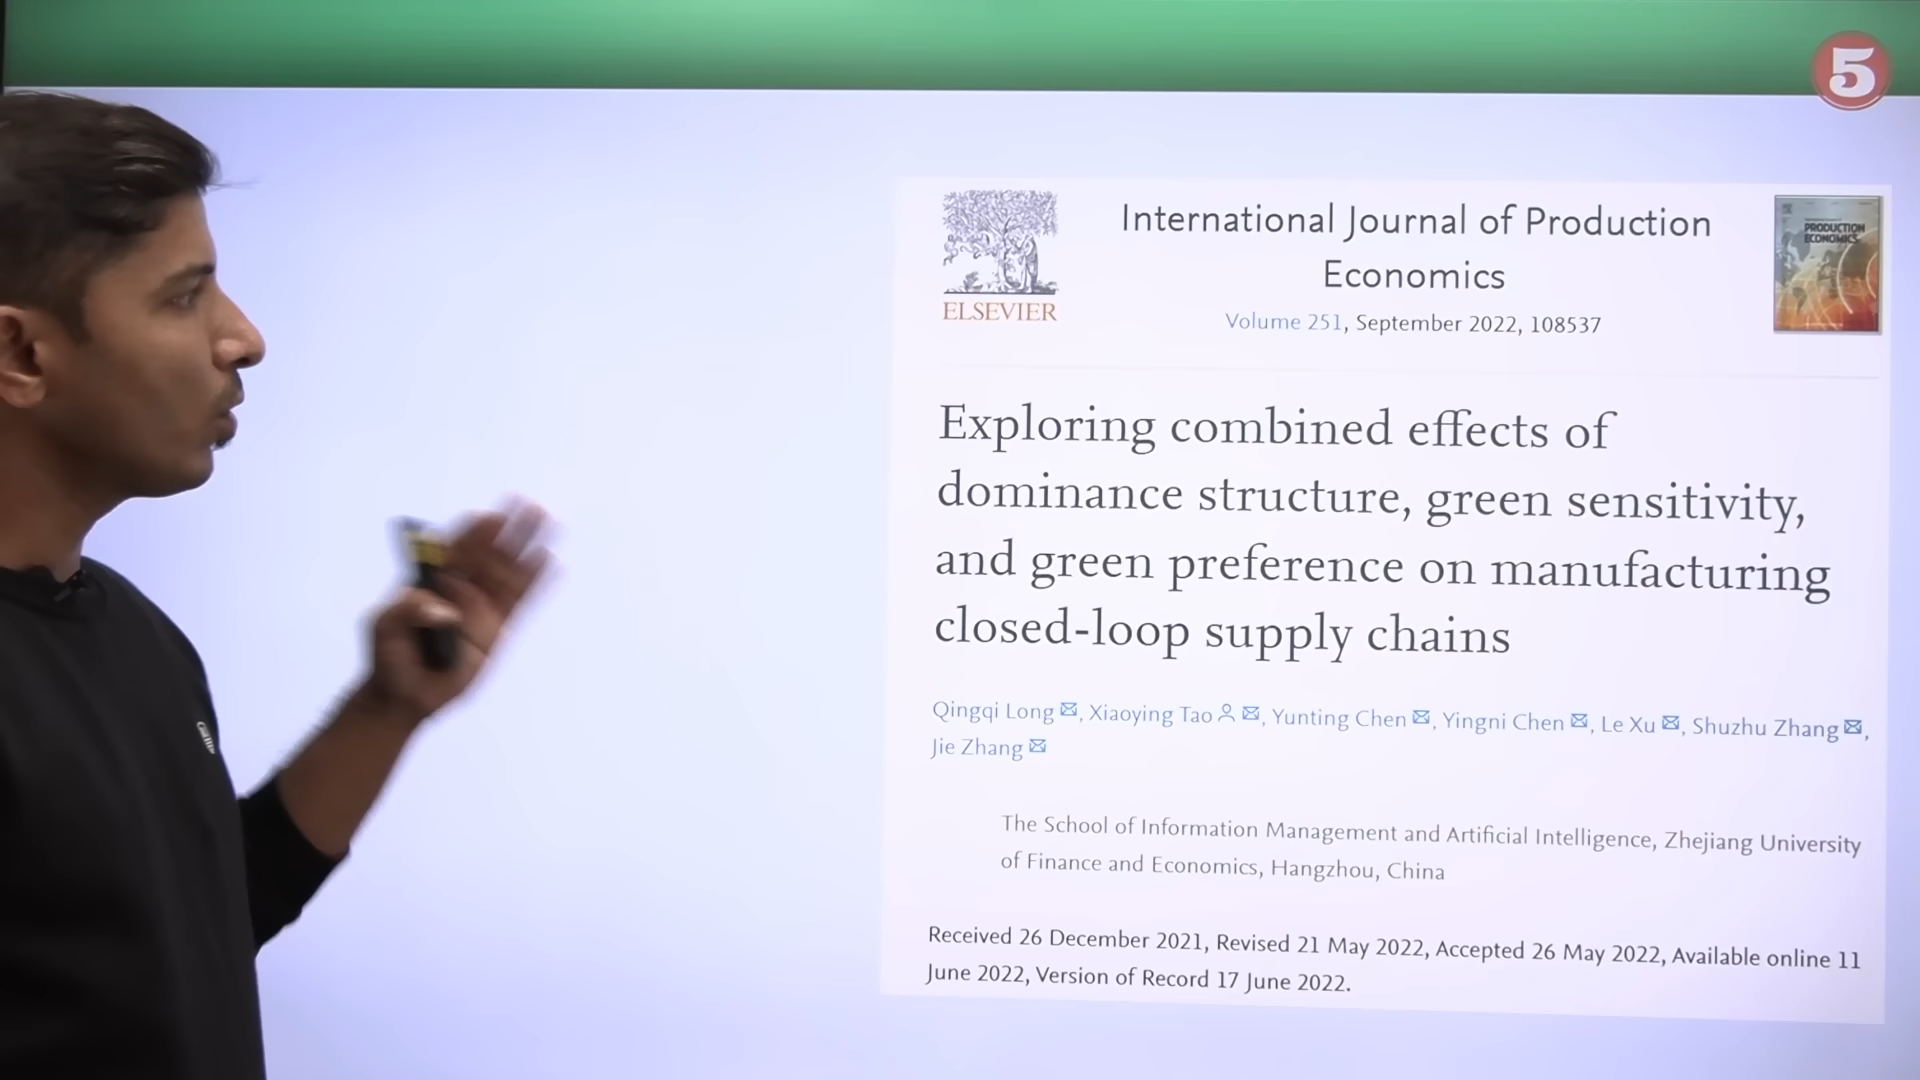 5
International Journal of Production
Economics
Volume 251, September 2022, 108537
ELSEVIER
PRODUCTION
ECONOMICS
Exploring combined effects of
dominance structure, green sensitivity,
and green preference on manufacturing
closed-loop supply chains
Qingqi Long, Xiaoying Tao, Yunting Chen, Yingni Chen, Le Xu, Shuzhu Zhang,
Jie Zhang
The School of Information Management and Artificial Intelligence, Zhejiang University
of Finance and Economics, Hangzhou, China
Received 26 December 2021, Revised 21 May 2022, Accepted 26 May 2022, Available online 11
June 2022, Version of Record 17 June 2022.